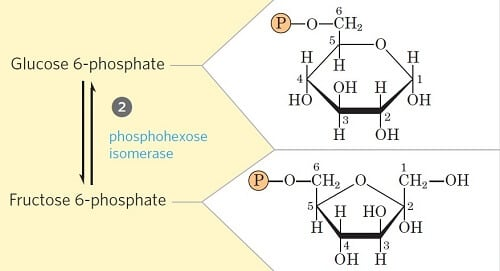 Glucose 6-phosphate
2
phosphohexose
isomerase
Fructose 6-phosphate
6
P—O—CH₂
5
O
H
H
H
4
OH
H
1
HO
3
2
OH
H
OH
6
1
P—O—CH₂
O
CH₂—OH
5
H
HO
2
H
OH
4
3
OH
H